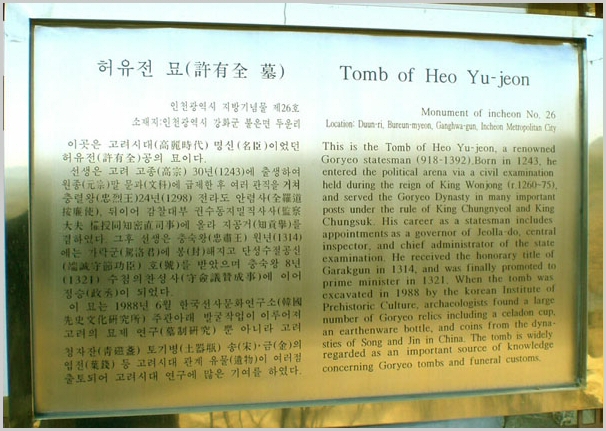 허유전 묘(許有全 墓)
인천광역시 지방기념물 제26호
소재지:인천광역시 강화군 불은면 두운리
이곳은 고려시대(高麗時代) 명신(名臣)이었던
허유전(許有全)공의 묘이다.
선생은 고려 고종(高宗) 30년(1243)에 출생하여
원종(元宗)말 문과(文科)에 급제한 후 여러 관직을 거쳐
충렬왕(忠烈王)24년(1298) 전라도 안렴사(全羅道
按廉使), 뒤이어 감찰대부 권수동지밀직사사(監察
大夫 權授同知密直司事)에 올라 지공거(知貢擧)를
겸하였다. 그후 선생은 충숙왕(忠肅王) 원년(1314)
에는 가락군(駕洛君)에 봉(封)해지고 단성수절공신
(端誠守節功臣) 호(號)를 받았으며 충숙왕 8년
(1321) 수첨의찬성사(守僉議贊成事)에 이어
정승(政丞)이 되었다.
이 묘는 1988년 6월 한국선사문화연구소(韓國
先史文化硏究所) 주관아래 발굴작업이 이루어져
고려의 묘제 연구(墓制硏究) 뿐 아니라 고려
청자잔(靑磁盞) 토기병(土器甁) 송(宋)·금(金)의
엽전(葉錢) 등 고려시대 관계 유물(遺物)이 여러점
출토되어 고려시대 연구에 많은 기여를 하였다.
Tomb of Heo Yu-jeon
Monument of incheon No. 26
Location: Duun-ri, Bureun-myeon, Ganghwa-gun, Incheon Metropolitan City
This is the Tomb of Heo Yu-jeon, a renowned
Goryeo statesman (918-1392).Born in 1243, he
entered the political arena via a civil examination
held during the reign of King Wonjong (r.1260-75),
and served the Goryeo Dynasty in many important
posts under the rule of King Chungnyeol and King
Chungsuk. His career as a statesman includes
appointments as a governor of Jeolla-do, central
inspector, and chief administrator of the state
examination. He received the honorary title of
Garakgun in 1314, and was finally promoted to
prime minister in 1321. When the tomb was
excavated in 1988 by the Korean Institute of
Prehistoric Culture, archaeologists found a large
number of Goryeo relics including a celadon cup,
an earthenware bottle, and coins from the dyna-
sties of Song and Jin in China. The tomb is widely
regarded as an important source of knowledge
concerning Goryeo tombs and funeral customs.